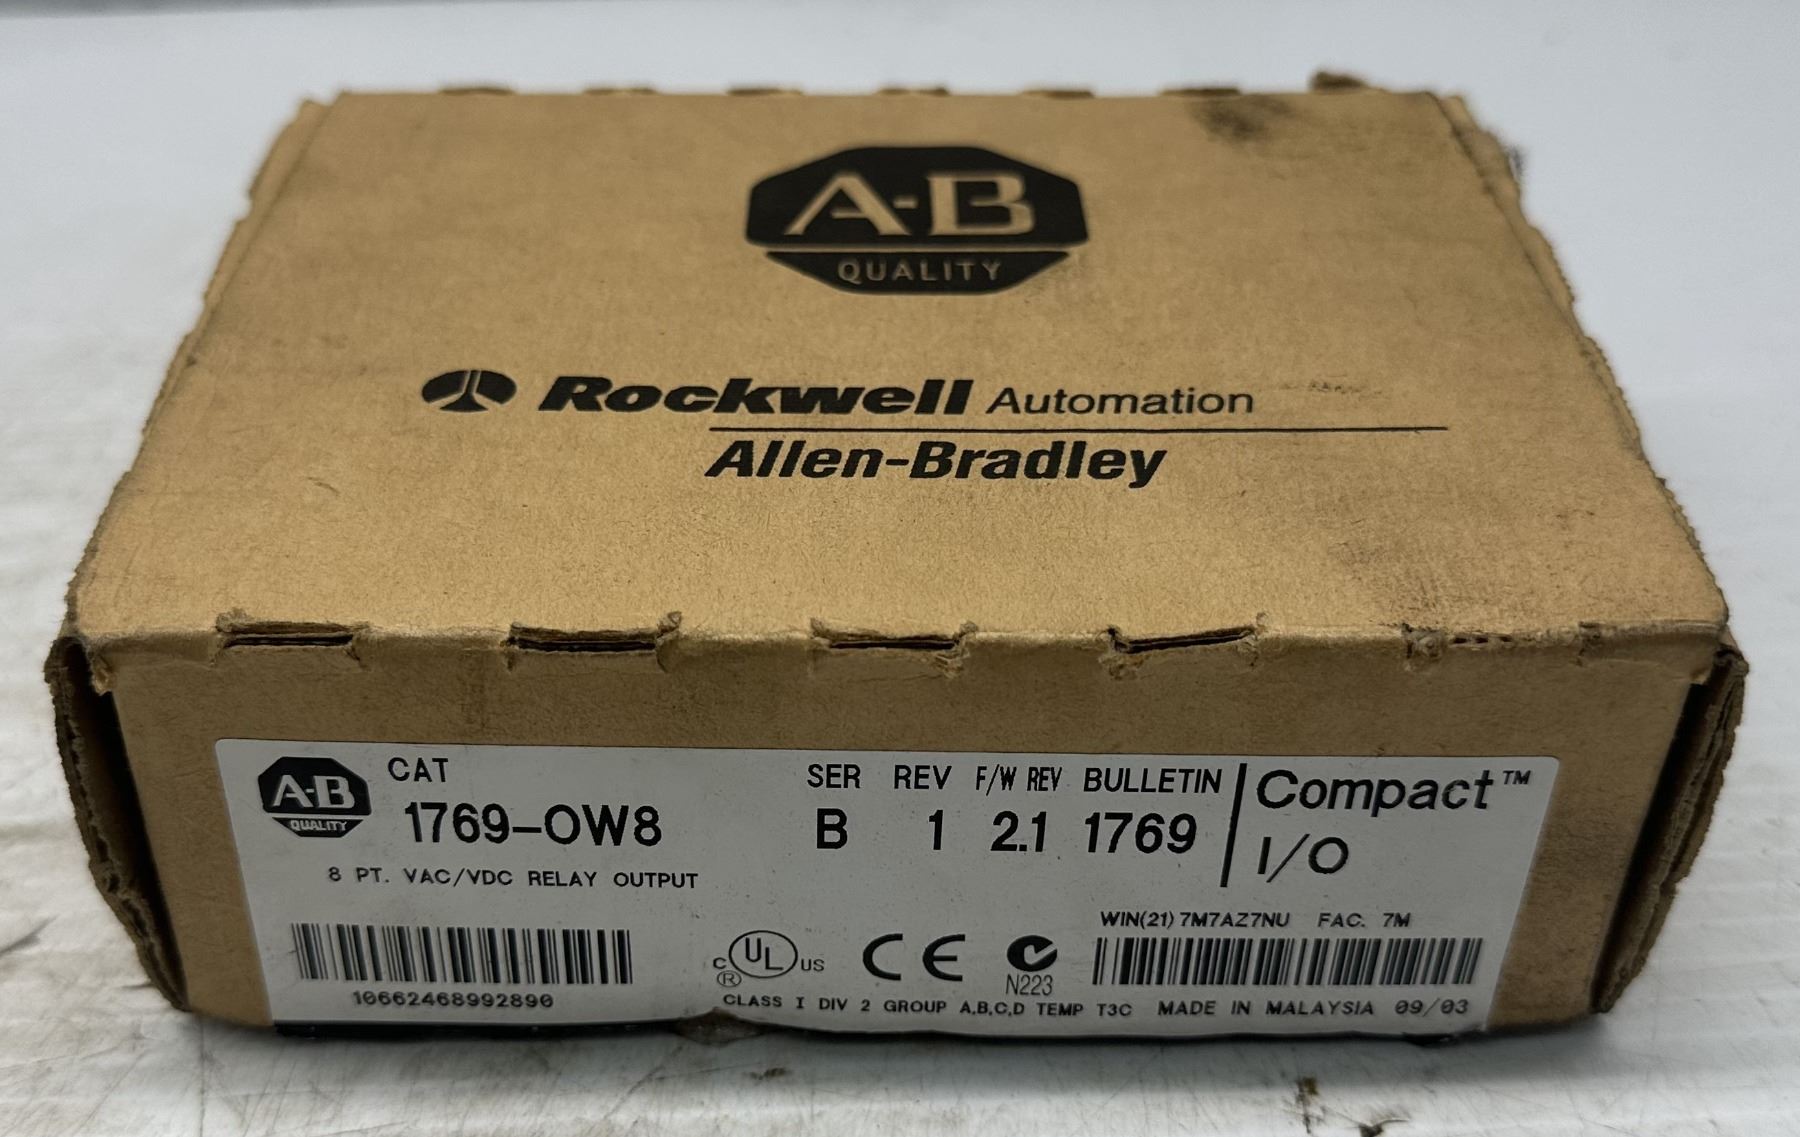 A-B
QUALITY
Rockwell Automation
Allen-Bradley
A-B
QUALITY
CAT
1769-OW8
8 PT. VAC/VDC RELAY OUTPUT
SER REV F/W REV BULLETIN
B 1 2.1 1769
Compact™
I/O
10662468992890
C UL US
®
CE
N223
WIN(21) 7M7AZ7NU FAC. 7M
CLASS I DIV 2 GROUP A,B,C,D TEMP T3C MADE IN MALAYSIA 09/03